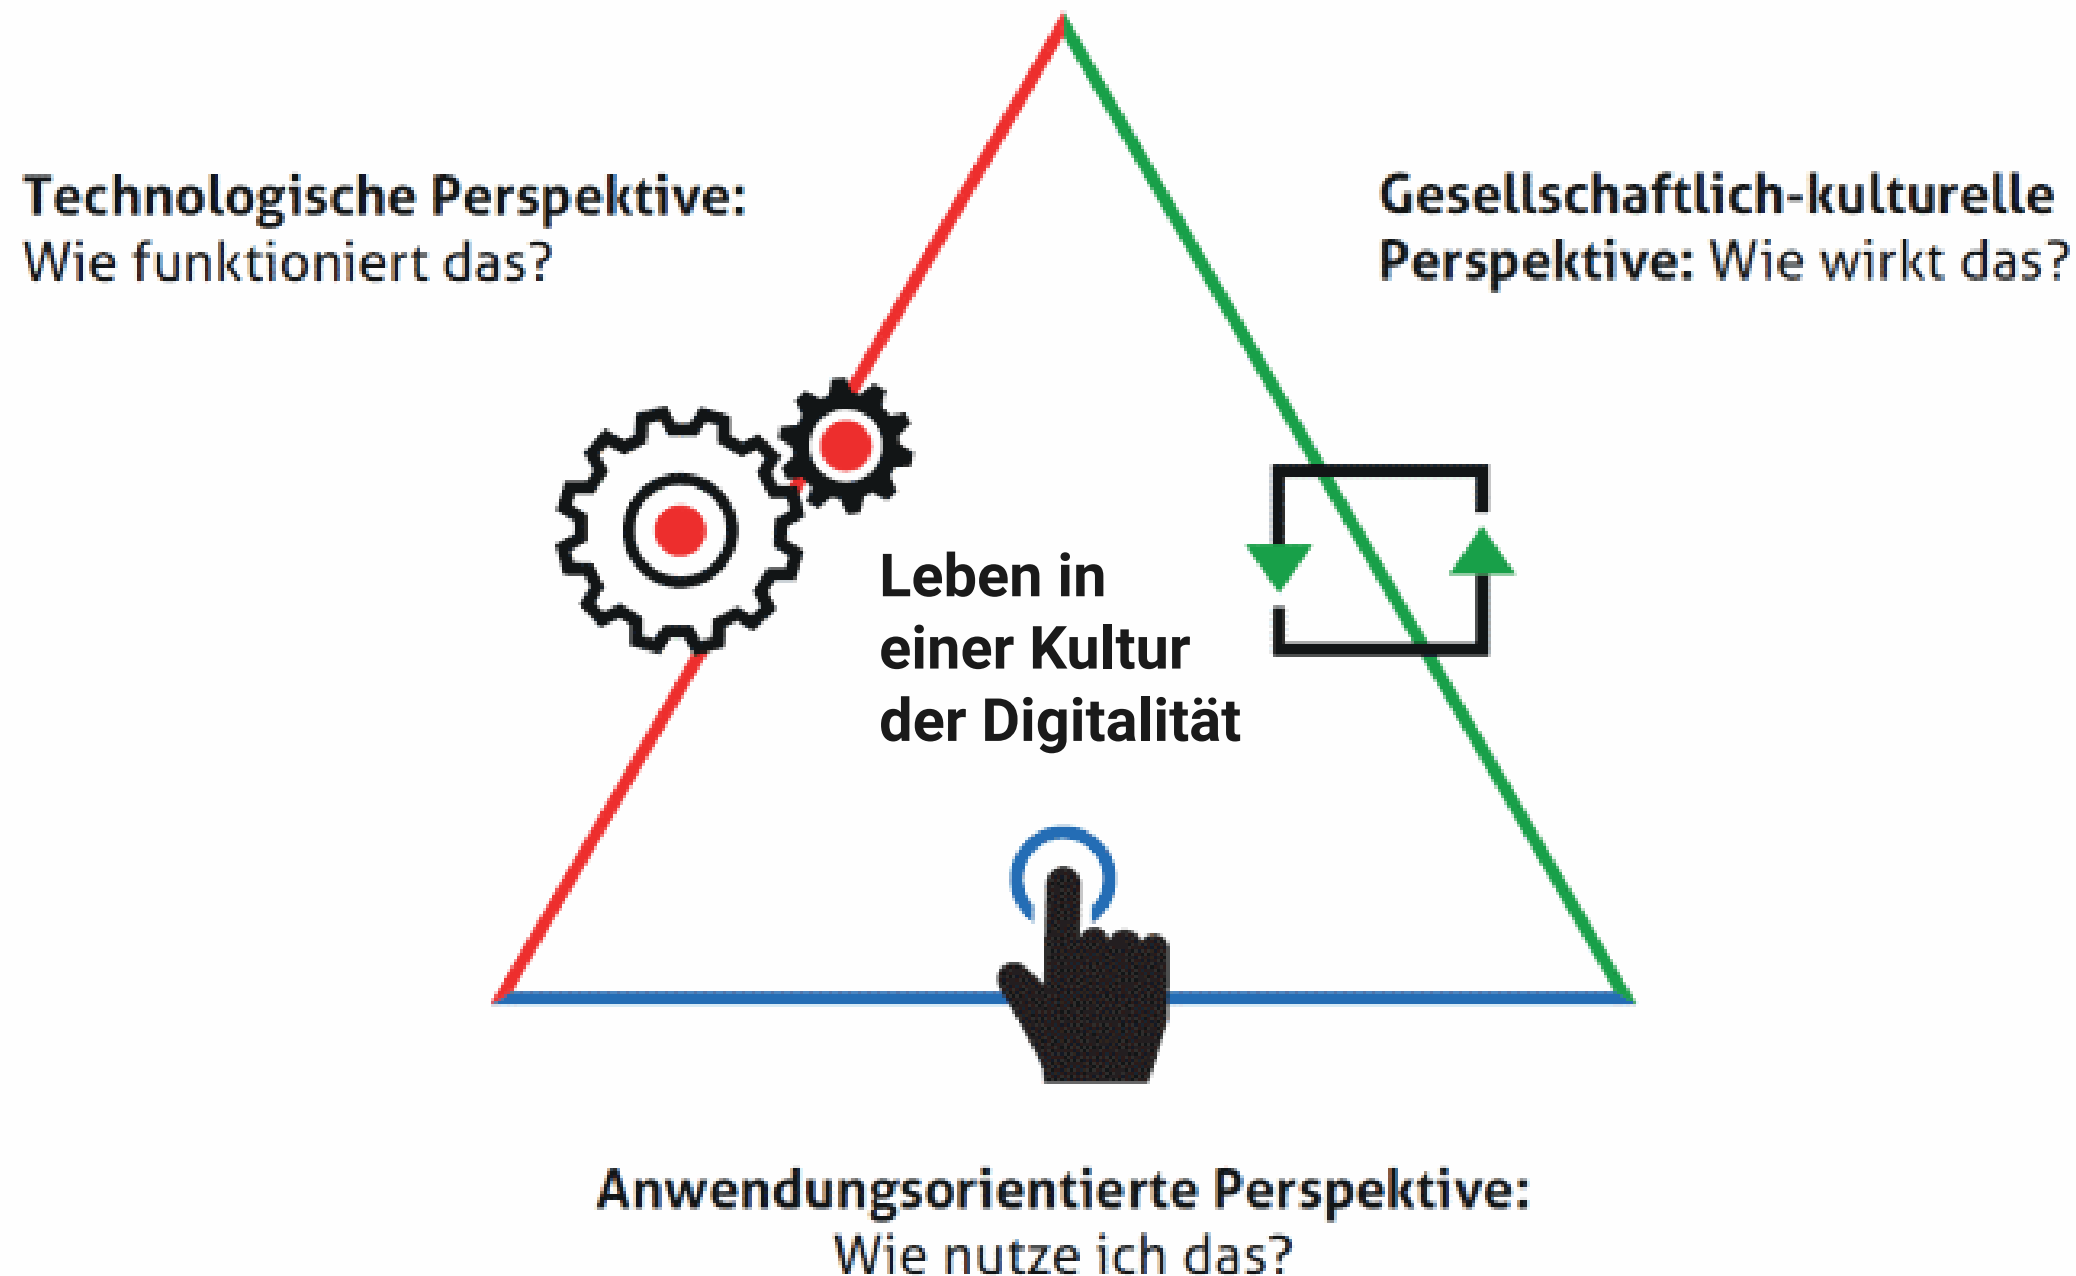 Technologische Perspektive:
Wie funktioniert das?
Gesellschaftlich-kulturelle
Perspektive: Wie wirkt das?
Leben in
einer Kultur
der Digitalität
Anwendungsorientierte Perspektive:
Wie nutze ich das?